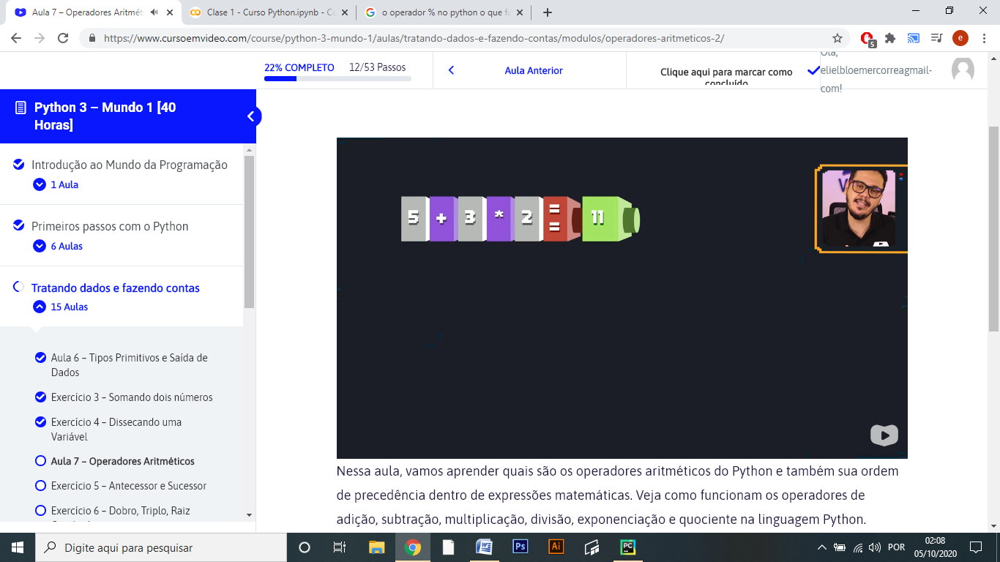 Aula 7 – Operadores Aritmét
Clase 1 - Curso Python.ipynb - Co
o operador % no python o que fa
https://www.cursoemvideo.com/course/python-3-mundo-1/aulas/tratando-dados-e-fazendo-contas/modulos/operadores-aritmeticos-2/
5
e
22% COMPLETO
12/53 Passos
Aula Anterior
Clique aqui para marcar como
concluído
Olá,
elielbloemercorreagmail-
com!
Python 3 – Mundo 1 [40
Horas]
Introdução ao Mundo da Programação
1 Aula
Primeiros passos com o Python
6 Aulas
Tratando dados e fazendo contas
15 Aulas
Aula 6 – Tipos Primitivos e Saída de
Dados
Exercício 3 – Somando dois números
Exercício 4 – Dissecando uma
Variável
Aula 7 – Operadores Aritméticos
Exercício 5 – Antecessor e Sucessor
Exercício 6 – Dobro, Triplo, Raiz
5 + 3 * 2 == 11
Nessa aula, vamos aprender quais são os operadores aritméticos do Python e também sua ordem
de precedência dentro de expressões matemáticas. Veja como funcionam os operadores de
adição, subtração, multiplicação, divisão, exponenciação e quociente na linguagem Python.
Digite aqui para pesquisar
W
Ps
Ai
PC
POR
02:08
05/10/2020